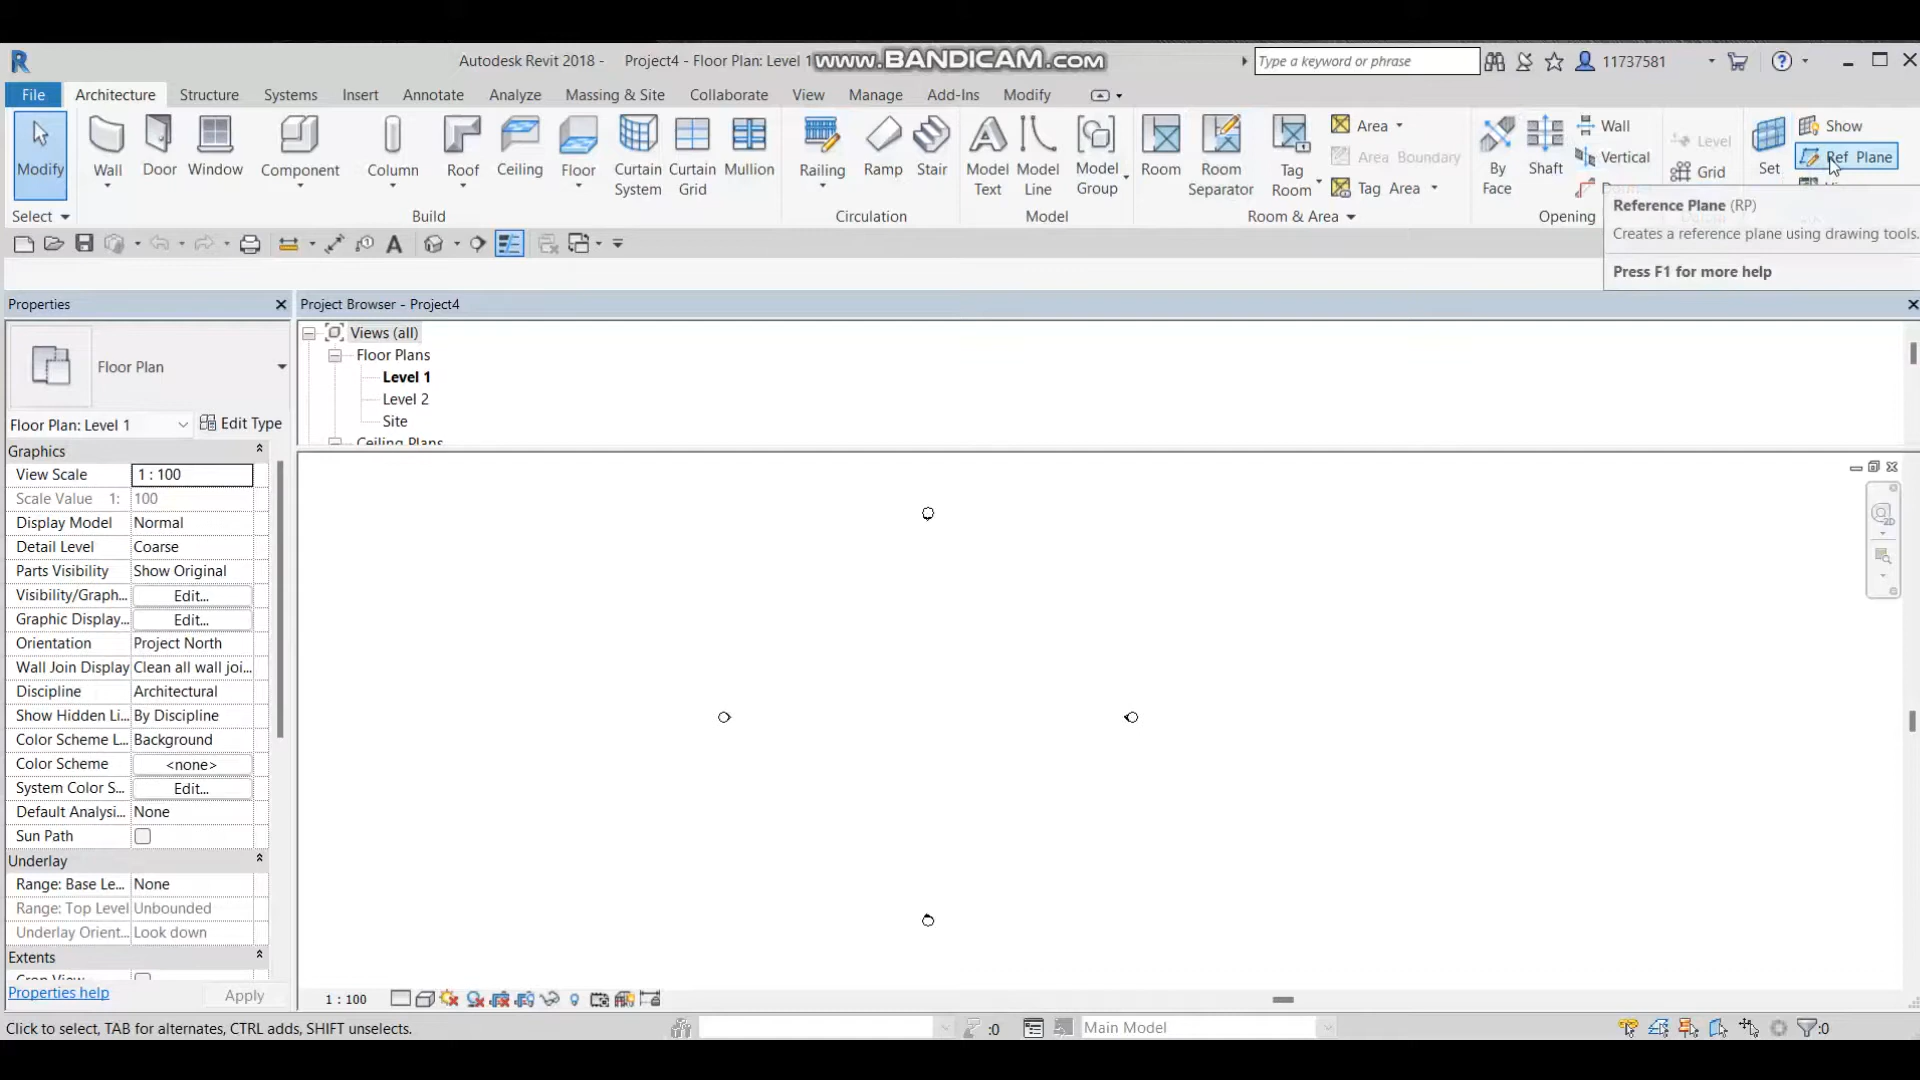 Autodesk Revit 2018 - Project4 - Floor Plan: Level 1
www.BANDICAM.com
Type a keyword or phrase
11737581
File Architecture Structure Systems Insert Annotate Analyze Massing & Site Collaborate View Manage Add-Ins Modify
Modify Wall Door Window Component Column Roof Ceiling Floor Curtain System Curtain Grid Mullion Railing Ramp Stair Model Text Model Line Model Group Room Room Separator Tag Room
Area
Area Boundary
Tag Area
By Face Shaft
Wall
Vertical
Level
Grid
Set
Show
Ref Plane
Select Build Circulation Model Room & Area Opening
Reference Plane (RP)
Creates a reference plane using drawing tools.
Press F1 for more help
Properties
Floor Plan
Floor Plan: Level 1 Edit Type
Graphics
View Scale 1 : 100
Scale Value 1: 100
Display Model Normal
Detail Level Coarse
Parts Visibility Show Original
Visibility/Graph... Edit...
Graphic Display... Edit...
Orientation Project North
Wall Join Display Clean all wall joi...
Discipline Architectural
Show Hidden Li... By Discipline
Color Scheme L... Background
Color Scheme <none>
System Color S... Edit...
Default Analysi... None
Sun Path
Underlay
Range: Base Le... None
Range: Top Level Unbounded
Underlay Orient... Look down
Extents
Crop View
Properties help Apply
Project Browser - Project4
Views (all)
Floor Plans
Level 1
Level 2
Site
Ceiling Plans
2D
1 : 100
Click to select, TAB for alternates, CTRL adds, SHIFT unselects.
:0
Main Model
:0